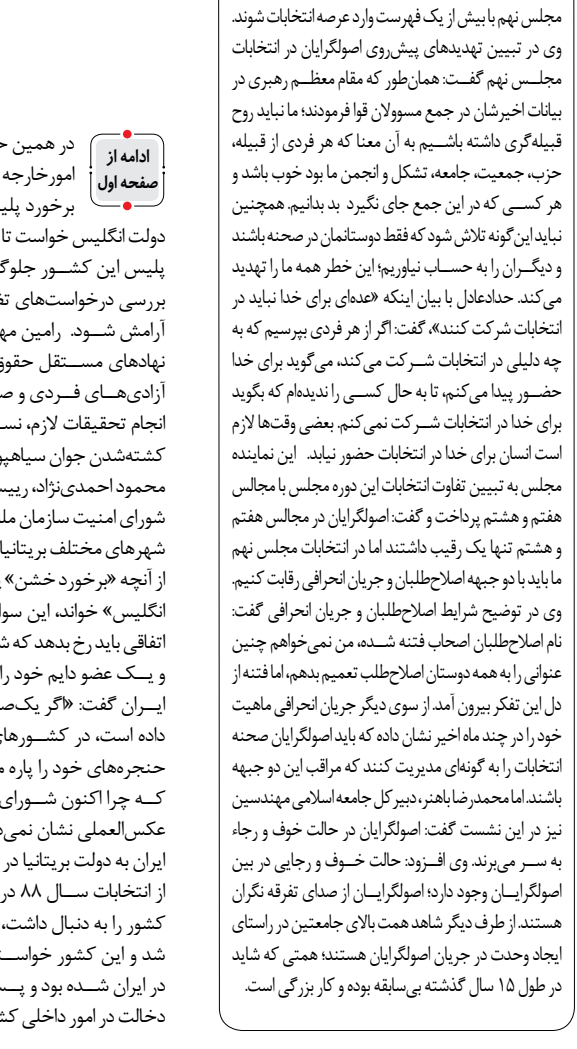 مجلس نهم با بیش از یک فهرست وارد عرصه انتخابات شوند.
وی در تبیین تهدیدهای پیش‌روی اصولگرایان در انتخابات
مجلس نهم گفت: همان‌طور که مقام معظم رهبری در
بیانات اخیرشان در جمع مسوولان قوا فرمودند؛ ما نباید روح
قبیله‌گری داشته باشیم به آن معنا که هر فردی از قبیله،
حزب، جمعیت، جامعه، تشکل و انجمن ما بود خوب باشد و
هر کسی که در این جمع جای نگیرد بد بدانیم. همچنین
نباید این‌گونه تلاش شود که فقط دوستانمان در صحنه باشند
و دیگران را به حساب نیاوریم؛ این خطر همه ما را تهدید
می‌کند. حدادعادل با بیان اینکه «عده‌ای برای خدا نباید در
انتخابات شرکت کنند»، گفت: اگر از هر فردی بپرسیم که به
چه دلیلی در انتخابات شرکت می‌کند، می‌گوید برای خدا
حضور پیدا می‌کنم، تا به حال کسی را ندیده‌ام که بگوید
برای خدا در انتخابات شرکت نمی‌کنم. بعضی وقت‌ها لازم
است انسان برای خدا در انتخابات حضور نیابد. این نماینده
مجلس به تبیین تفاوت انتخابات این دوره مجلس با مجالس
هفتم و هشتم پرداخت و گفت: اصولگرایان در مجالس هفتم
و هشتم تنها یک رقیب داشتند اما در انتخابات مجلس نهم
ما باید با دو جبهه اصلاح‌طلبان و جریان انحرافی رقابت کنیم.
وی در توضیح شرایط اصلاح‌طلبان و جریان انحرافی گفت:
نام اصلاح‌طلبان اصحاب فتنه شده، من نمی‌خواهم چنین
عنوانی را به همه دوستان اصلاح‌طلب تعمیم بدهم، اما فتنه از
دل این تفکر بیرون آمد. از سوی دیگر جریان انحرافی ماهیت
خود را در چند ماه اخیر نشان داده که باید اصولگرایان صحنه
انتخابات را به گونه‌ای مدیریت کنند که مراقب این دو جبهه
باشند. اما محمدرضا باهنر، دبیر کل جامعه اسلامی مهندسین
نیز در این نشست گفت: اصولگرایان در حالت خوف و رجاء
به سر می‌برند. وی افزود: حالت خوف و رجایی در بین
اصولگرایان وجود دارد؛ اصولگرایان از صدای تفرقه نگران
هستند. از طرف دیگر شاهد همت بالای جامعتین در راستای
ایجاد وحدت در جریان اصولگرایان هستند؛ همتی که شاید
در طول ۱۵ سال گذشته بی‌سابقه بوده و کار بزرگی است.
ادامه از
صفحه اول
در همین
امورخارجه
برخورد
دولت انگلیس خواست تا
پلیس این کشور
بررسی درخواست‌های
آرامش شود. رامین
نهادهای مستقل حقوق
آزادی‌های فردی و
انجام تحقیقات لازم،
کشته‌شدن جوان
محمود احمدی‌نژاد،
شورای امنیت سازمان
شهرهای مختلف بریتانیا
از آنچه «برخورد خشن»
انگلیس» خواند، این
اتفاقی باید رخ بدهد که
و یک عضو دایم خود را
ایران گفت: «اگر
داده است، در
حنجره‌های خود را پاره
که چرا اکنون شورای
عکس‌العملی نشان
ایران به دولت بریتانیا در
از انتخابات سال ۸۸ در
کشور را به دنبال داشت،
شد و این کشور
در ایران شده بود و
دخالت در امور داخلی